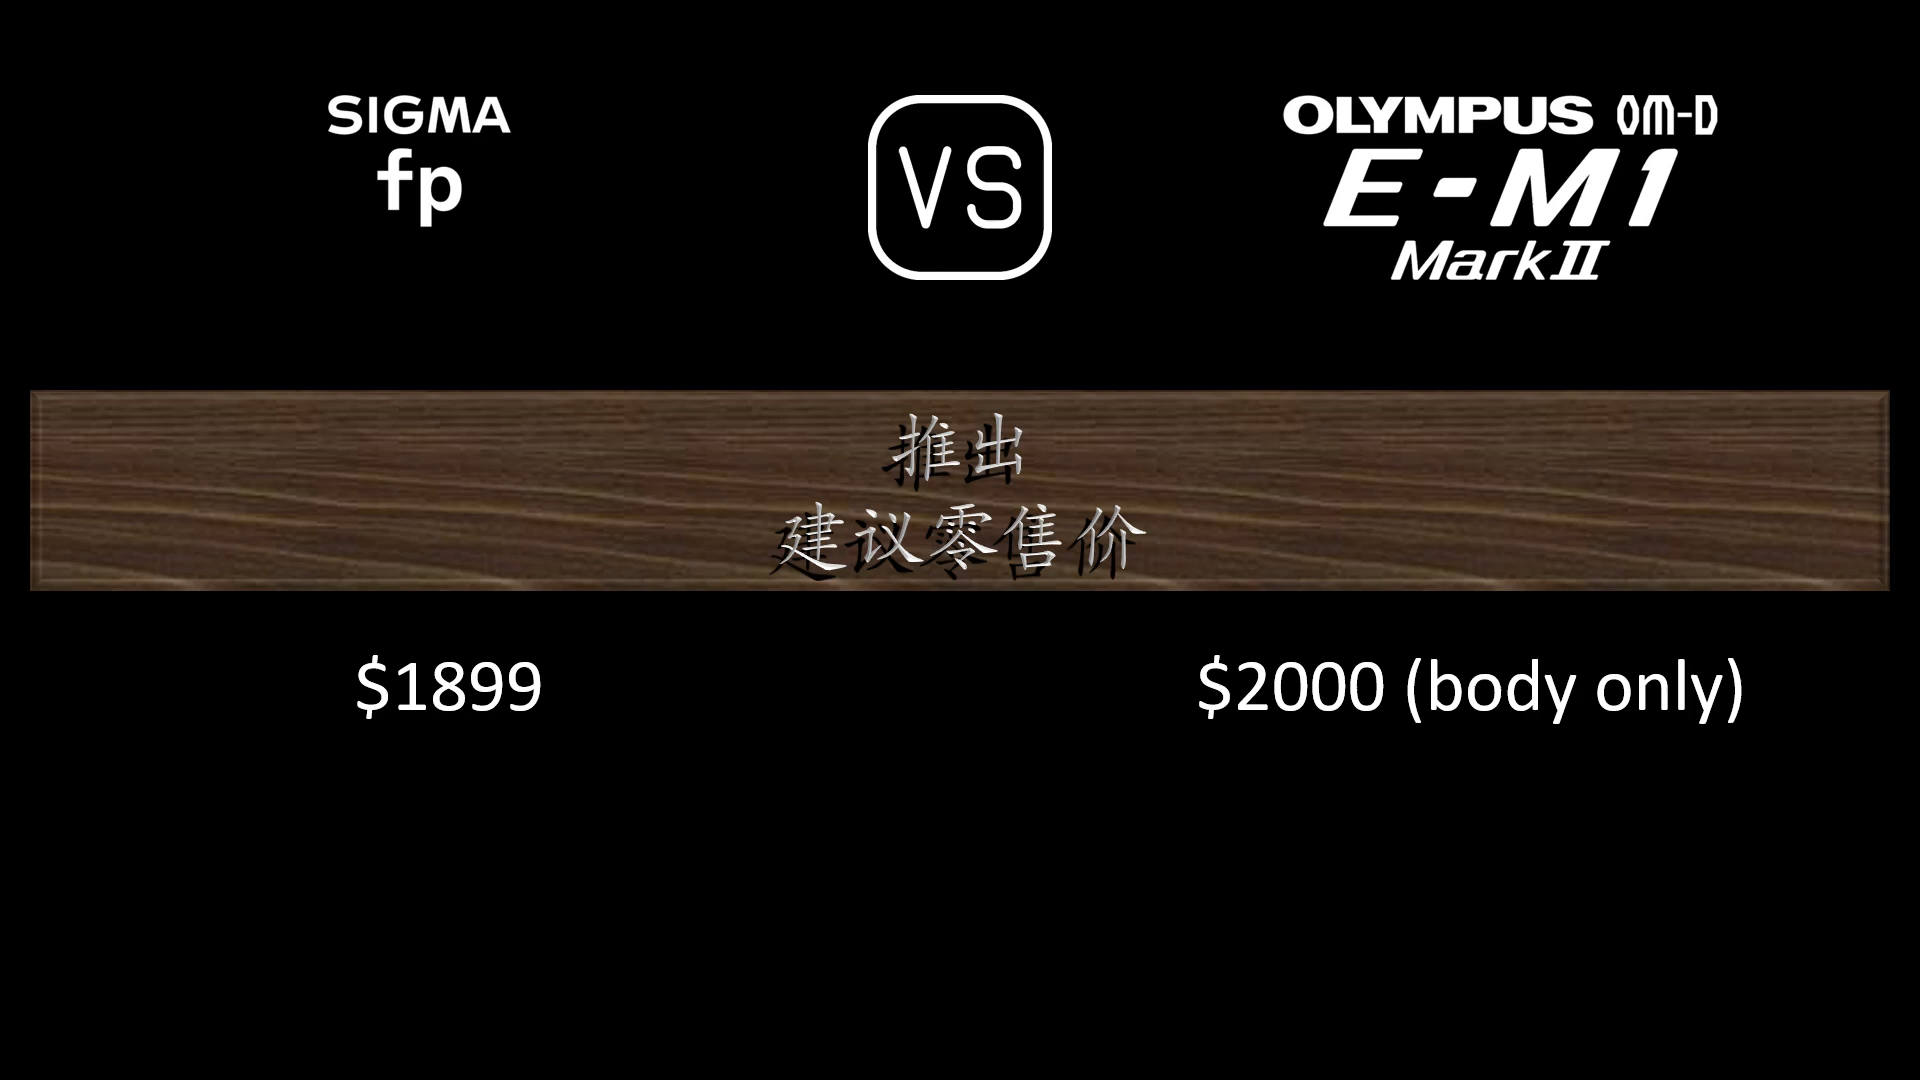 SIGMA
fp
VS
OLYMPUS OM-D
E-M1
Mark II
推出
建议零售价
$1899
$2000 (body only)